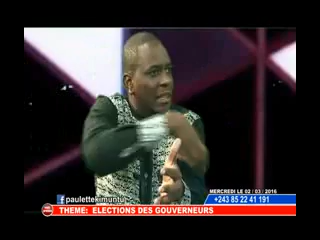 MERCREDI LE 02 / 03 / 2016
paulettekimuntu
+243 85 22 41 191
THEME: ELECTIONS DES GOUVERNEURS